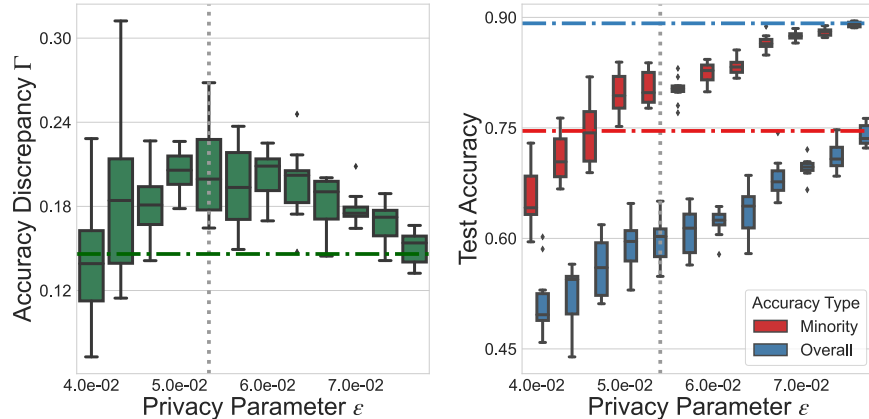 Accuracy Discrepancy Γ
0.30
0.24
0.18
0.12
4.0e-02
5.0e-02
6.0e-02
7.0e-02
Privacy Parameter ε
Test Accuracy
0.90
0.75
0.60
0.45
4.0e-02
5.0e-02
6.0e-02
7.0e-02
Privacy Parameter ε
Accuracy Type
Minority
Overall